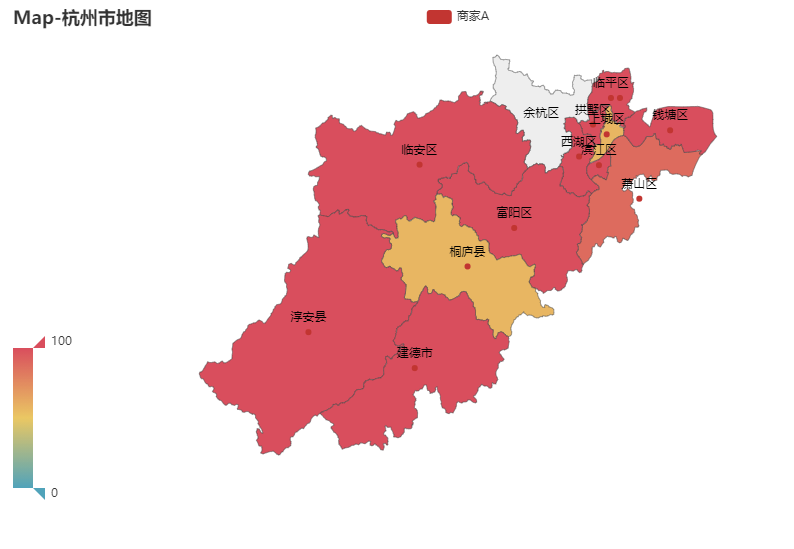 Map-杭州市地图
商家A
临平区
余杭区
拱墅区
上城区
钱塘区
西湖区
滨江区
临安区
萧山区
富阳区
桐庐县
淳安县
建德市
100
0